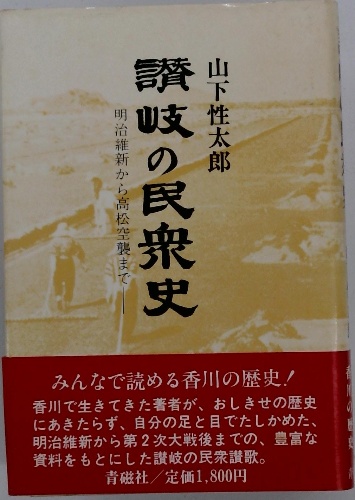 山下性太郎
讃岐の民衆史
明治維新から高松空襲まで——
みんなで読める香川の歴史！
香川で生きてきた著者が、おしきせの歴史
にあきたらず、自分の足と目でたしかめた、
明治維新から第２次大戦後までの、豊富な
資料をもとにした讃岐の民衆讃歌。
青磁社／定価1,800円